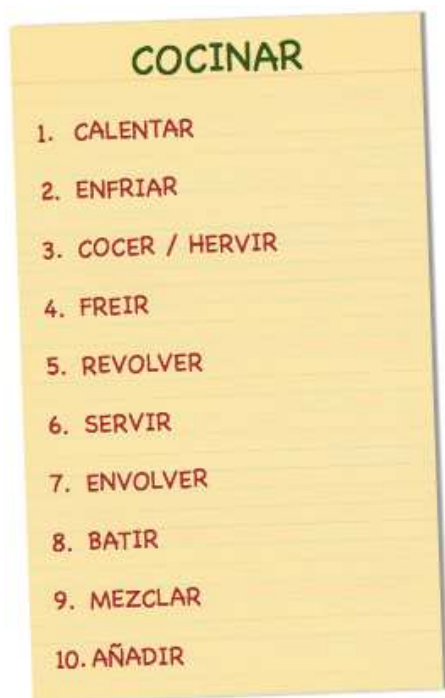 COCINAR
1. CALENTAR
2. ENFRIAR
3. COCER / HERVIR
4. FREIR
5. REVOLVER
6. SERVIR
7. ENVOLVER
8. BATIR
9. MEZCLAR
10. AÑADIR